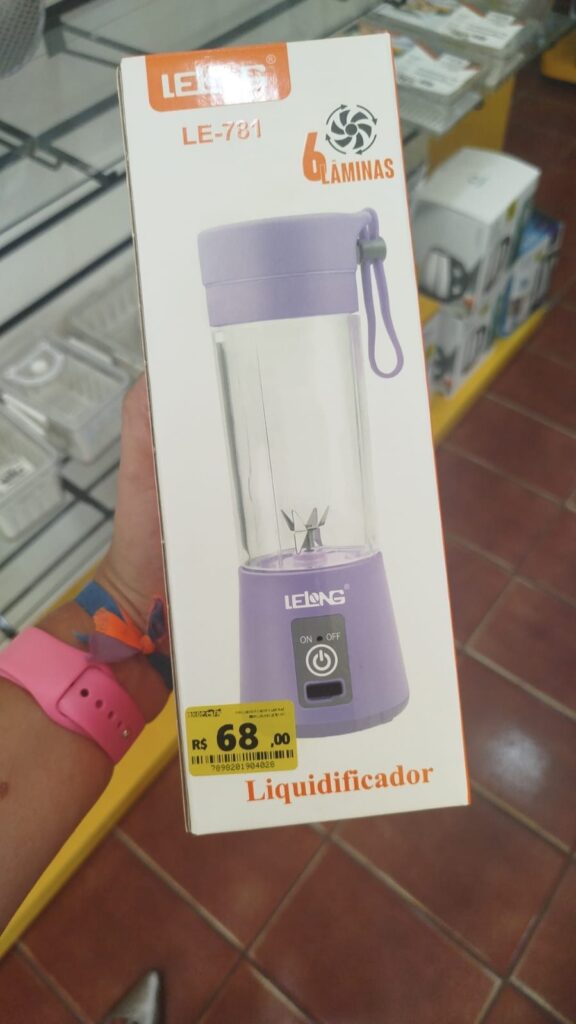 LELONG®
LE-781
6 LÂMINAS
LELONG®
ON OFF
R$ 68,00
7898201904028
Liquidificador